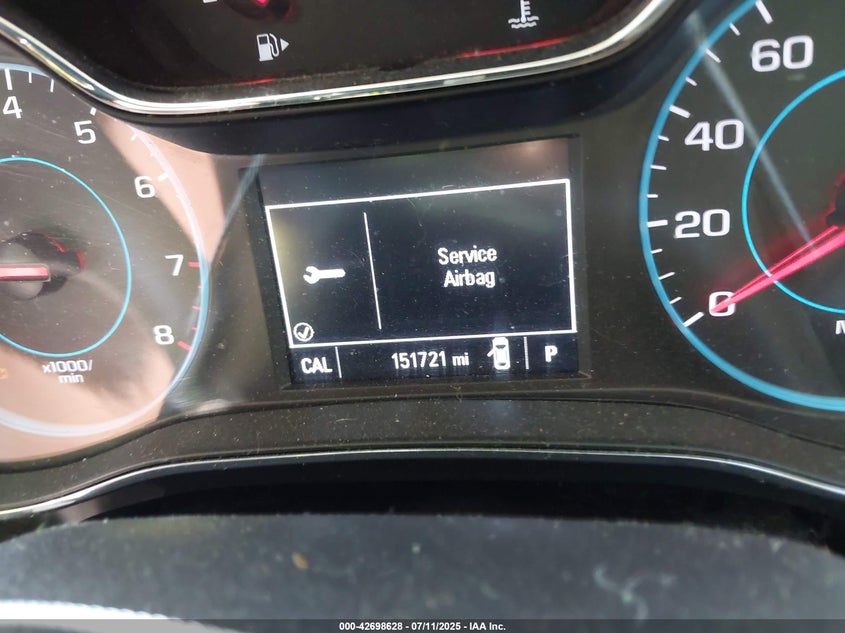 4
5
6
7
8
x1000/
min
Service
Airbag
CAL
151721 mi
P
60
40
20
0
000-42698628 - 07/11/2025 - IAA Inc.